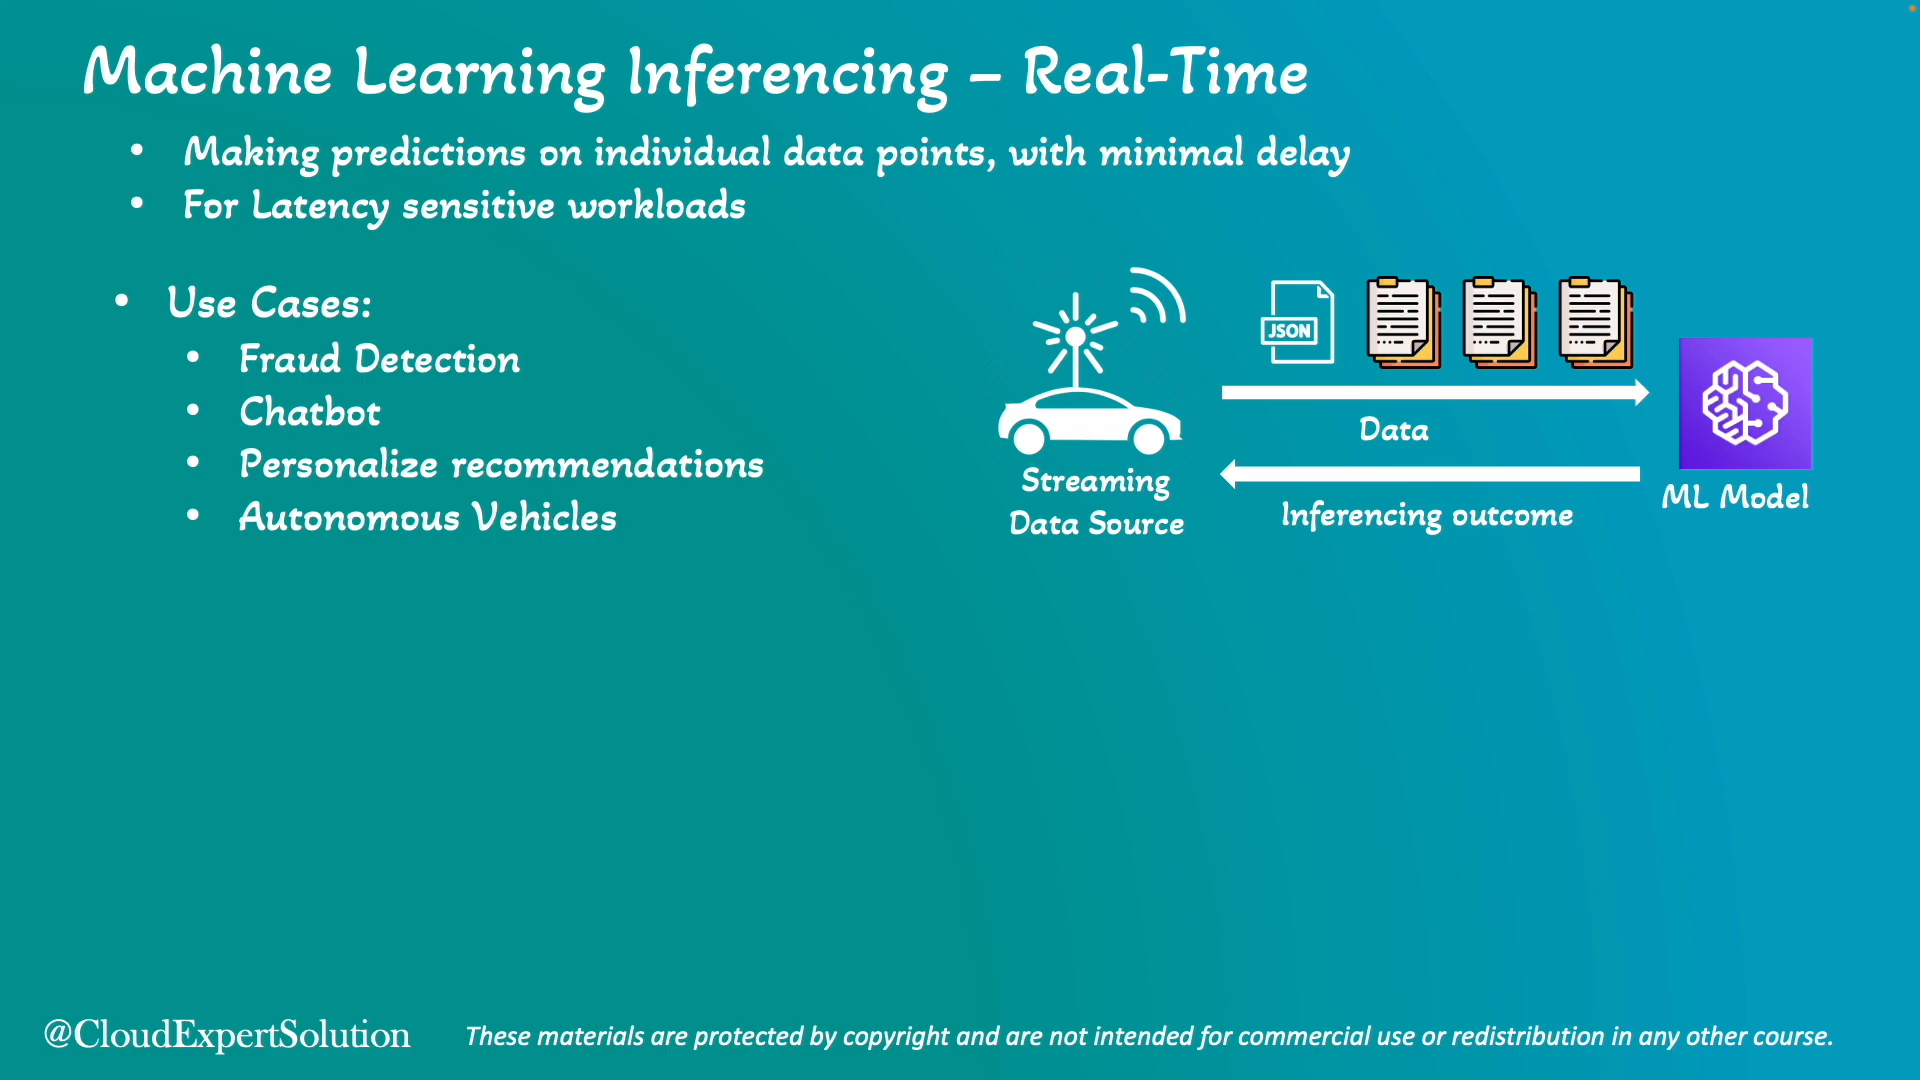 Machine Learning Inferencing – Real-Time
• Making predictions on individual data points, with minimal delay
• For Latency sensitive workloads
• Use Cases:
• Fraud Detection
• Chatbot
• Personalize recommendations
• Autonomous Vehicles
JSON
Data
Streaming
Data Source
Inferencing outcome
ML Model
@CloudExpertSolution
These materials are protected by copyright and are not intended for commercial use or redistribution in any other course.